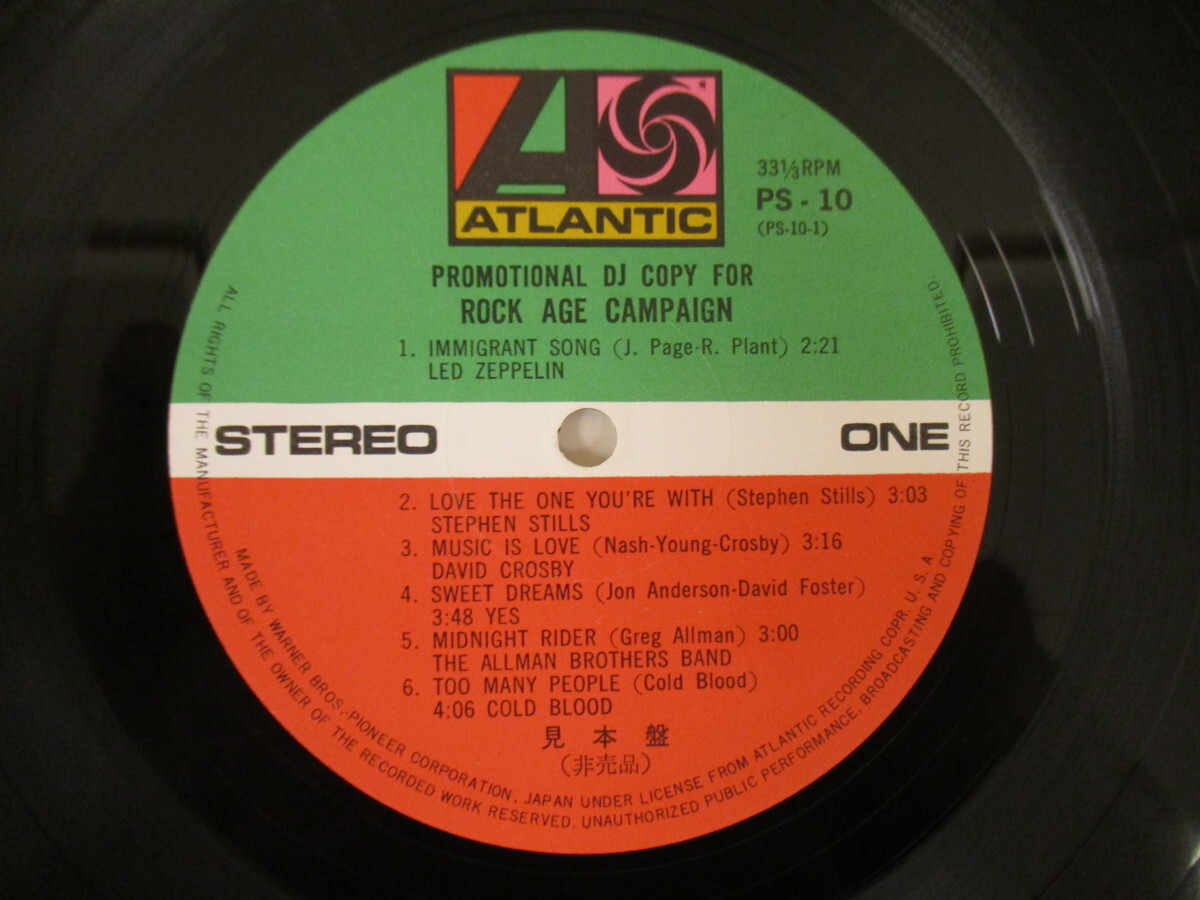 ATLANTIC
33⅓RPM
PS - 10
(PS-10-1)
PROMOTIONAL DJ COPY FOR
ROCK AGE CAMPAIGN
1. IMMIGRANT SONG (J. Page-R. Plant) 2:21
LED ZEPPELIN
STEREO
ONE
2. LOVE THE ONE YOU'RE WITH (Stephen Stills) 3:03
STEPHEN STILLS
3. MUSIC IS LOVE (Nash-Young-Crosby) 3:16
DAVID CROSBY
4. SWEET DREAMS (Jon Anderson-David Foster)
3:48 YES
5. MIDNIGHT RIDER (Greg Allman) 3:00
THE ALLMAN BROTHERS BAND
6. TOO MANY PEOPLE (Cold Blood)
4:06 COLD BLOOD
見本盤
(非売品)
MADE BY WARNER BROS.-PIONEER CORPORATION, JAPAN UNDER LICENSE FROM ATLANTIC RECORDING COPR. U. S. A.
ALL RIGHTS OF THE MANUFACTURER AND OF THE OWNER OF THE RECORDED WORK RESERVED. UNAUTHORIZED PUBLIC PERFORMANCE, BROADCASTING AND COPYING OF THIS RECORD PROHIBITED.